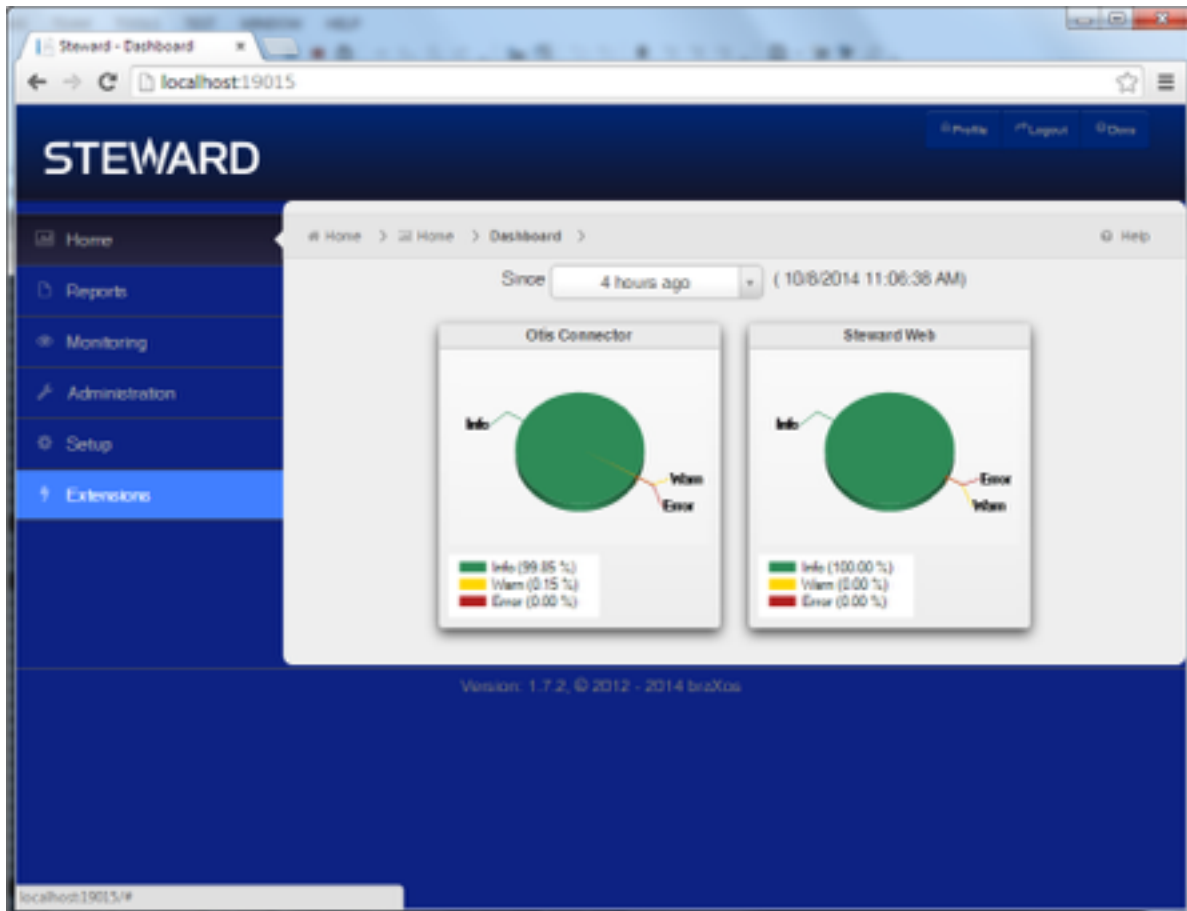 HELP
Steward - Dashboard
localhost:19015
Profile Logout Docs
STEWARD
Home
Reports
Monitoring
Administration
Setup
Extensions
Home > Home > Dashboard >
Help
Since 4 hours ago ( 10/8/2014 11:06:38 AM)
Otis Connector
Info
Warn
Error
Info (99.85 %)
Warn (0.15 %)
Error (0.00 %)
Steward Web
Info
Error
Warn
Info (100.00 %)
Warn (0.00 %)
Error (0.00 %)
Version: 1.7.2, © 2012 - 2014 braXos
localhost:19015/#